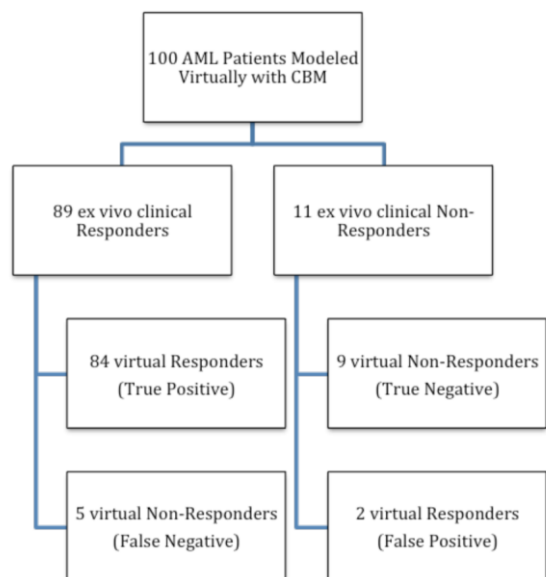 100 AML Patients Modeled
Virtually with CBM
89 ex vivo clinical
Responders
11 ex vivo clinical Non-
Responders
84 virtual Responders
(True Positive)
9 virtual Non-Responders
(True Negative)
5 virtual Non-Responders
(False Negative)
2 virtual Responders
(False Positive)